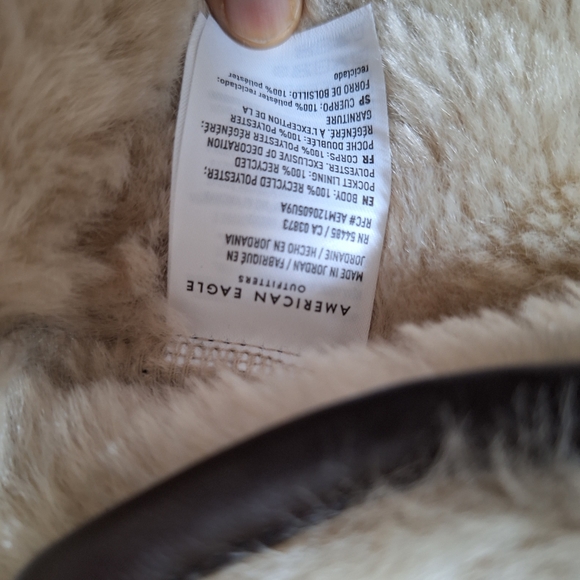 AMERICAN EAGLE
OUTFITTERS
MADE IN JORDAN / FABRIQUÉ EN
JORDANIE / HECHO EN JORDANIA
RN 54485 / CA 03873
RFC# AEM120605U9A
EN BODY: 100% RECYCLED POLYESTER;
POCKET LINING: 100% RECYCLED
POLYESTER. EXCLUSIVE OF DECORATION
FR CORPS: 100% POLYESTER
POCHE DOUBLÉE: 100% POLYESTER
RÉGÉNÉRÉ. À L'EXCEPTION DE LA
GARNITURE
SP CUERPO: 100% poliéster reciclado;
FORRO DE BOLSILLO: 100% poliéster
reciclado